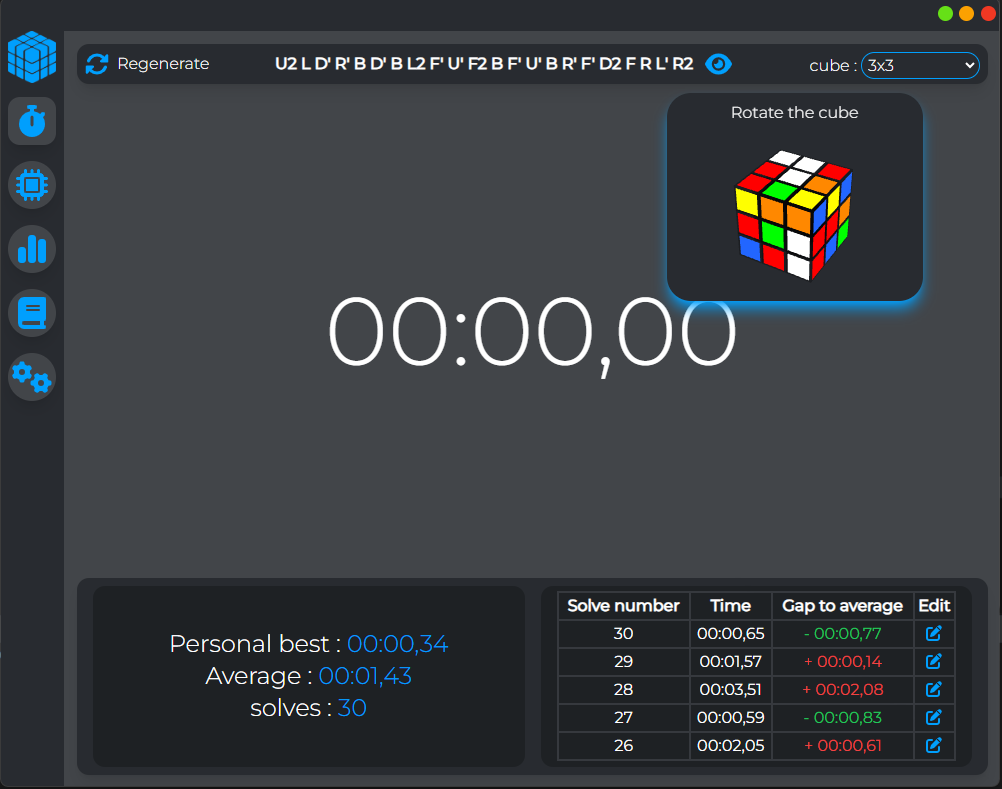 Regenerate
U2 L D' R' B D' B L2 F' U' F2 B F' U' B R' F' D2 F R L' R2
cube : 3x3
Rotate the cube
00:00,00
Personal best : 00:00,34
Average : 00:01,43
solves : 30
Solve number Time Gap to average Edit
30 00:00,65 - 00:00,77
29 00:01,57 + 00:00,14
28 00:03,51 + 00:02,08
27 00:00,59 - 00:00,83
26 00:02,05 + 00:00,61